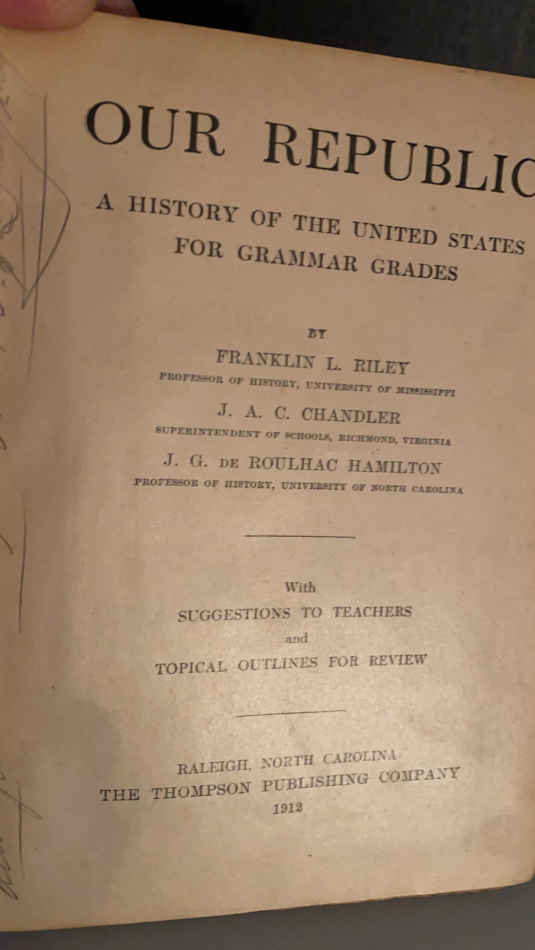 OUR REPUBLIC
A HISTORY OF THE UNITED STATES
FOR GRAMMAR GRADES
BY
FRANKLIN L. RILEY
PROFESSOR OF HISTORY, UNIVERSITY OF MISSISSIPPI
J. A. C. CHANDLER
SUPERINTENDENT OF SCHOOLS, RICHMOND, VIRGINIA
J. G. DE ROULHAC HAMILTON
PROFESSOR OF HISTORY, UNIVERSITY OF NORTH CAROLINA
With
SUGGESTIONS TO TEACHERS
and
TOPICAL OUTLINES FOR REVIEW
RALEIGH, NORTH CAROLINA
THE THOMPSON PUBLISHING COMPANY
1912